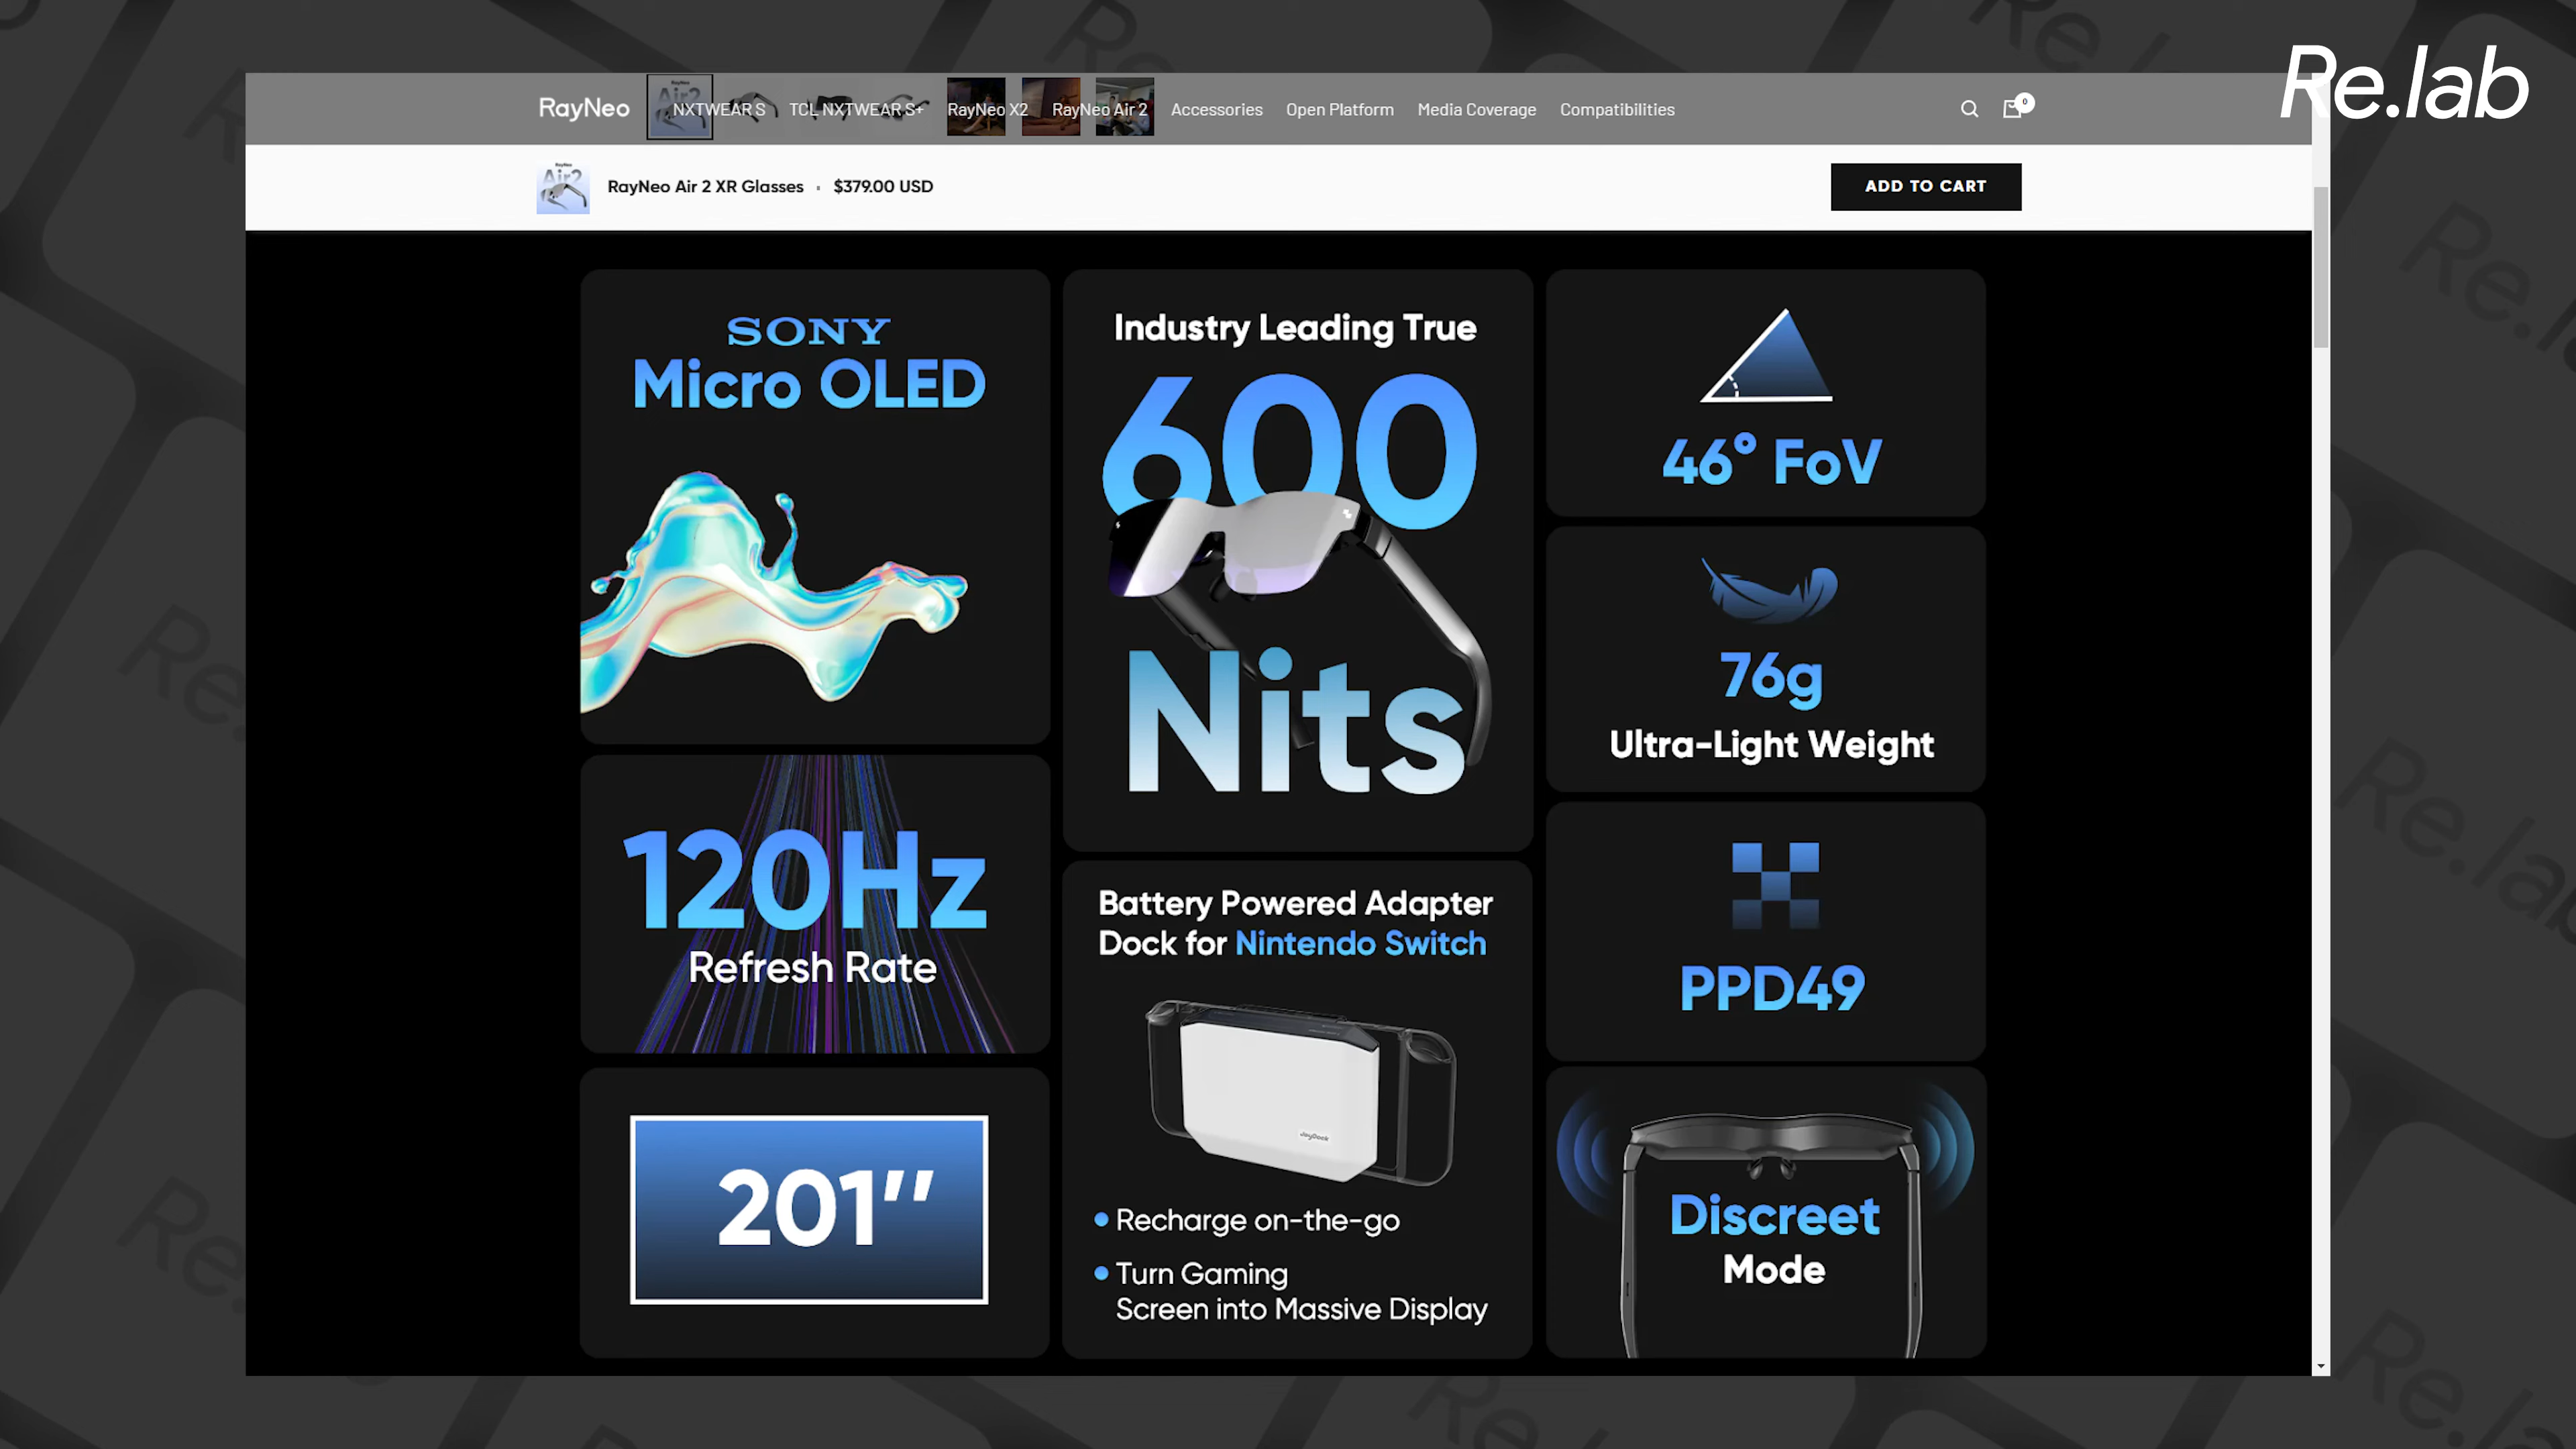 Re.lab
RayNeo
NXTWEAR S
TCL NXTWEAR S+
RayNeo X2
RayNeo Air 2
Accessories
Open Platform
Media Coverage
Compatibilities
0
RayNeo Air 2 XR Glasses • $379.00 USD
ADD TO CART
SONY
Micro OLED
Industry Leading True
600
Nits
46° FoV
76g
Ultra-Light Weight
120Hz
Refresh Rate
Battery Powered Adapter
Dock for Nintendo Switch
JoyDock
• Recharge on-the-go
• Turn Gaming
Screen into Massive Display
PPD49
201''
Discreet
Mode